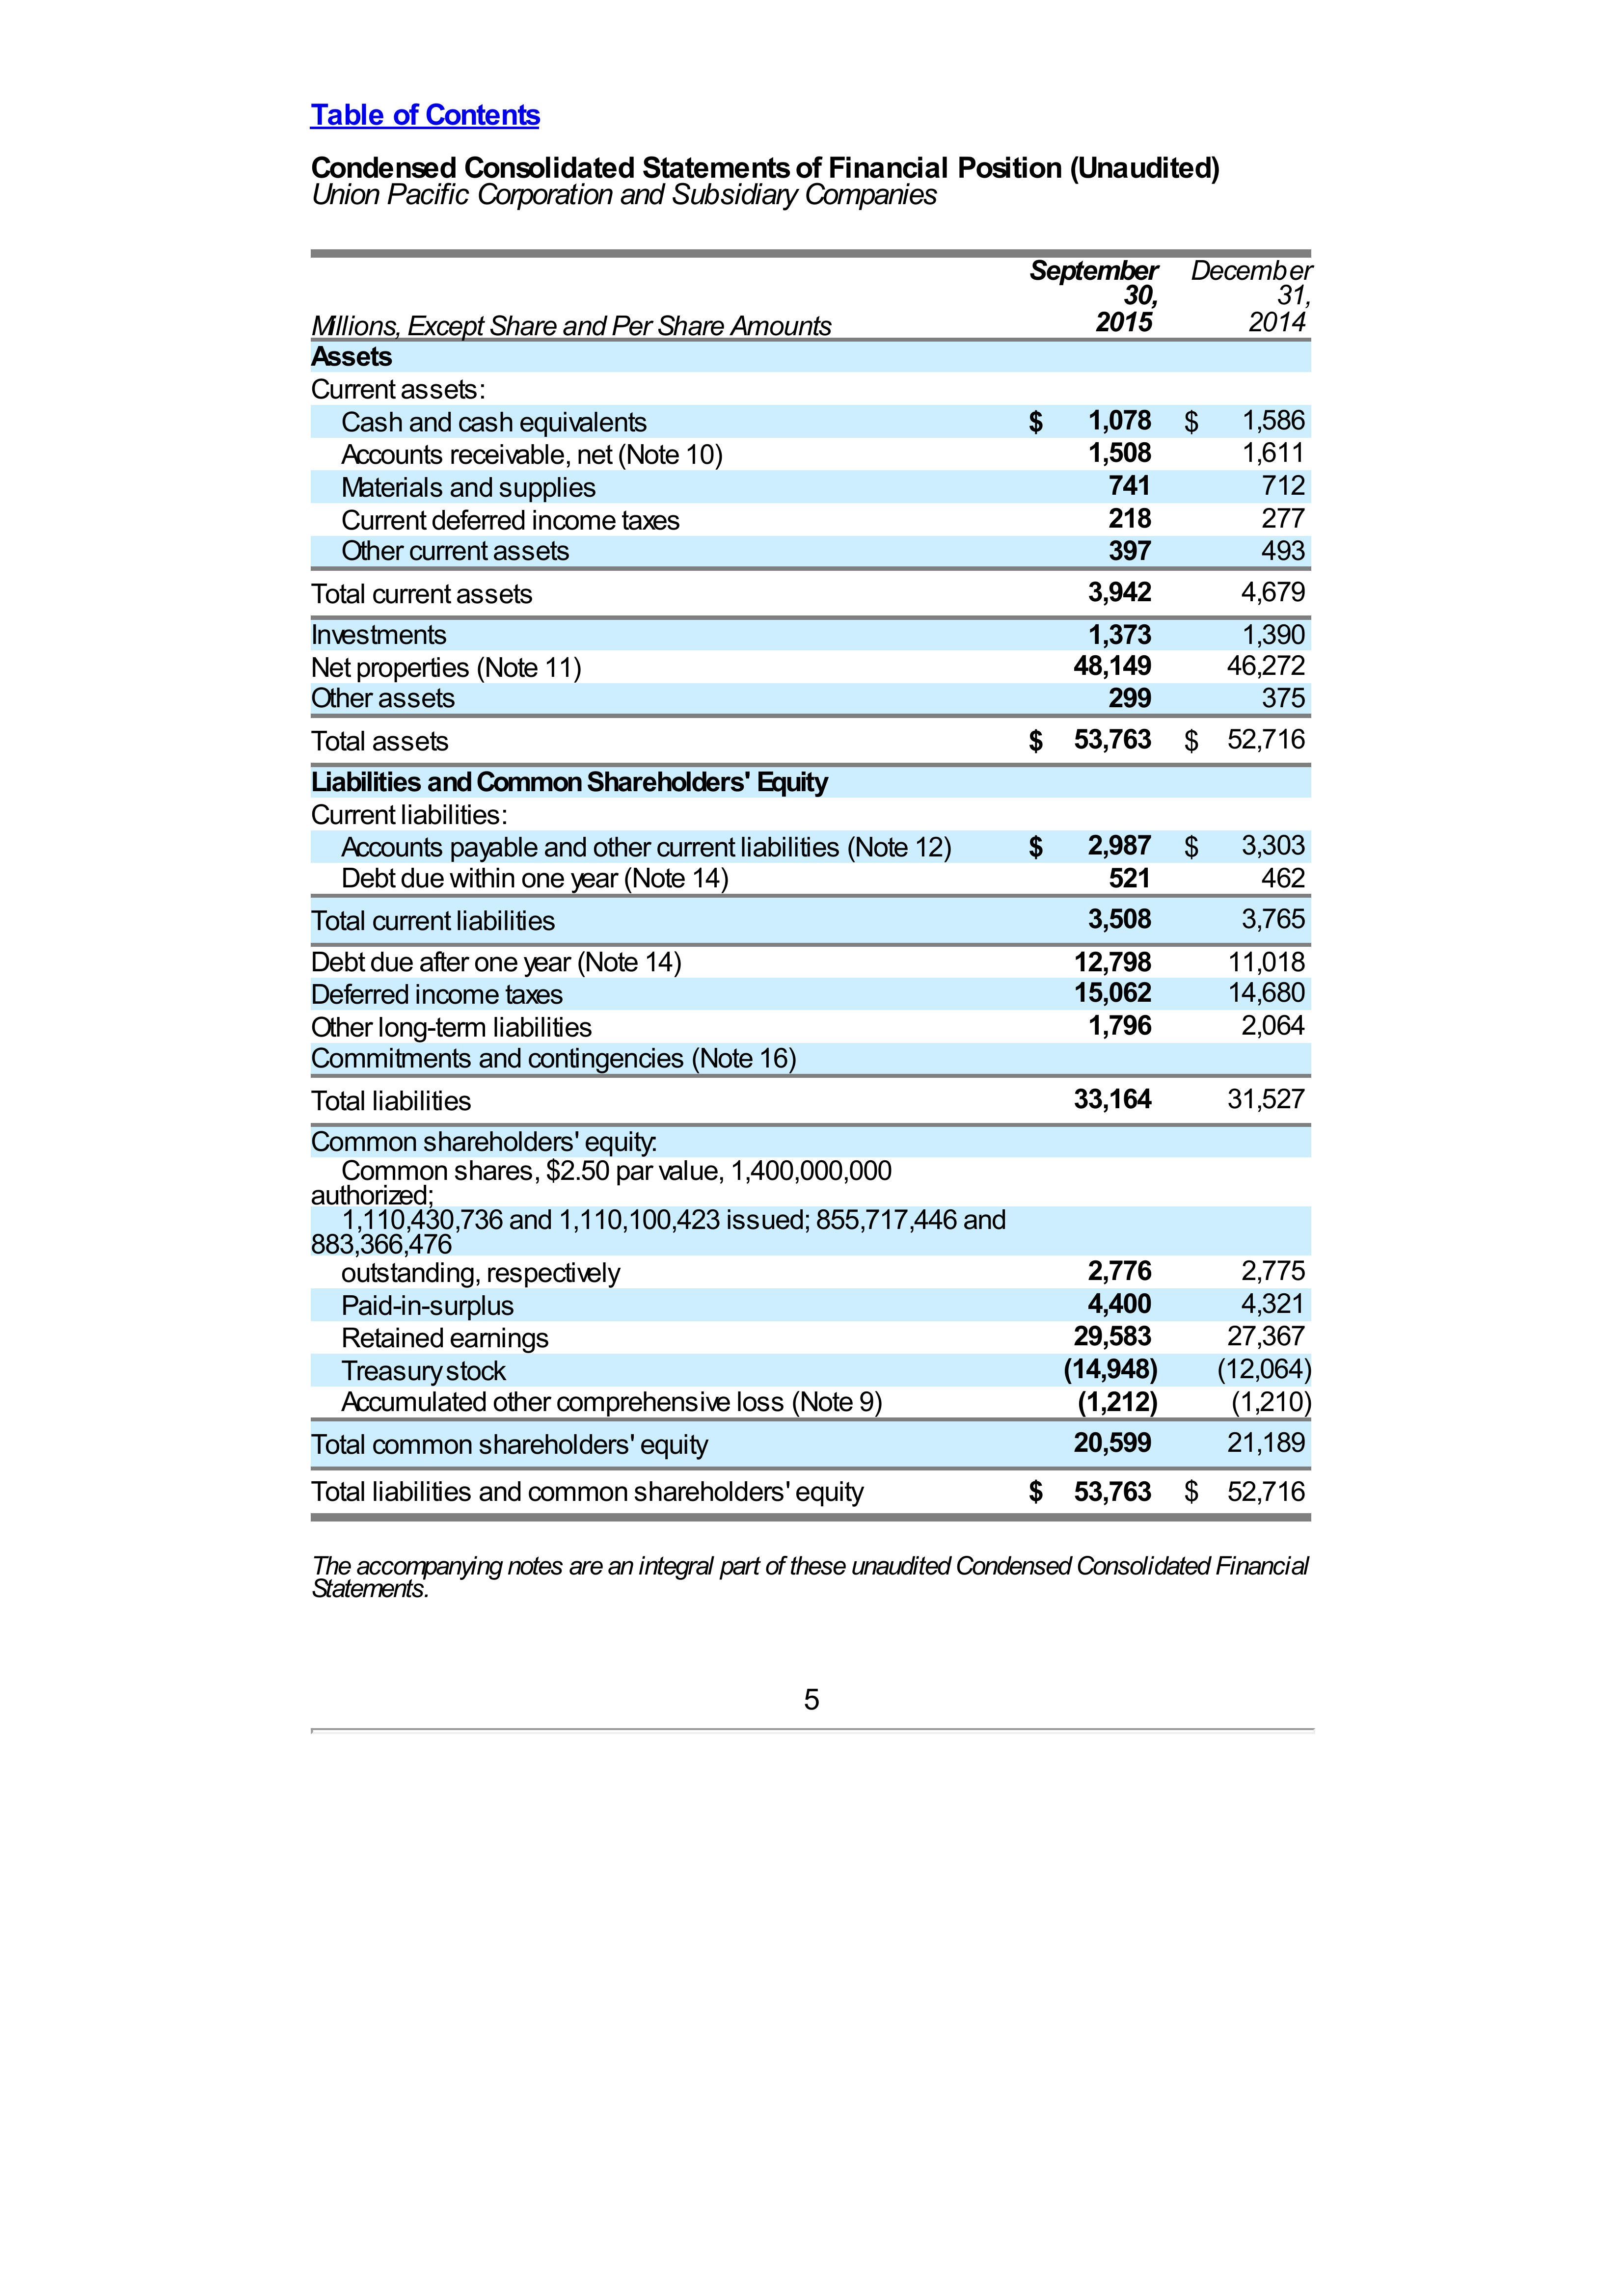 Table of Contents
Condensed Consolidated Statements of Financial Position (Unaudited)
Union Pacific Corporation and Subsidiary Companies
September December
30, 31,
Millions, Except Share and Per Share Amounts 2015 2014
Assets
Current assets:
Cash and cash equivalents $ 1,078 $ 1,586
Accounts receivable, net (Note 10) 1,508 1,611
Materials and supplies 741 712
Current deferred income taxes 218 277
Other current assets 397 493
Total current assets 3,942 4,679
Investments 1,373 1,390
Net properties (Note 11) 48,149 46,272
Other assets 299 375
Total assets $ 53,763 $ 52,716
Liabilities and Common Shareholders' Equity
Current liabilities:
Accounts payable and other current liabilities (Note 12) $ 2,987 $ 3,303
Debt due within one year (Note 14) 521 462
Total current liabilities 3,508 3,765
Debt due after one year (Note 14) 12,798 11,018
Deferred income taxes 15,062 14,680
Other long-term liabilities 1,796 2,064
Commitments and contingencies (Note 16)
Total liabilities 33,164 31,527
Common shareholders' equity:
Common shares, $2.50 par value, 1,400,000,000
authorized;
1,110,430,736 and 1,110,100,423 issued; 855,717,446 and
883,366,476
outstanding, respectively 2,776 2,775
Paid-in-surplus 4,400 4,321
Retained earnings 29,583 27,367
Treasury stock (14,948) (12,064)
Accumulated other comprehensive loss (Note 9) (1,212) (1,210)
Total common shareholders' equity 20,599 21,189
Total liabilities and common shareholders' equity $ 53,763 $ 52,716
The accompanying notes are an integral part of these unaudited Condensed Consolidated Financial
Statements.
5